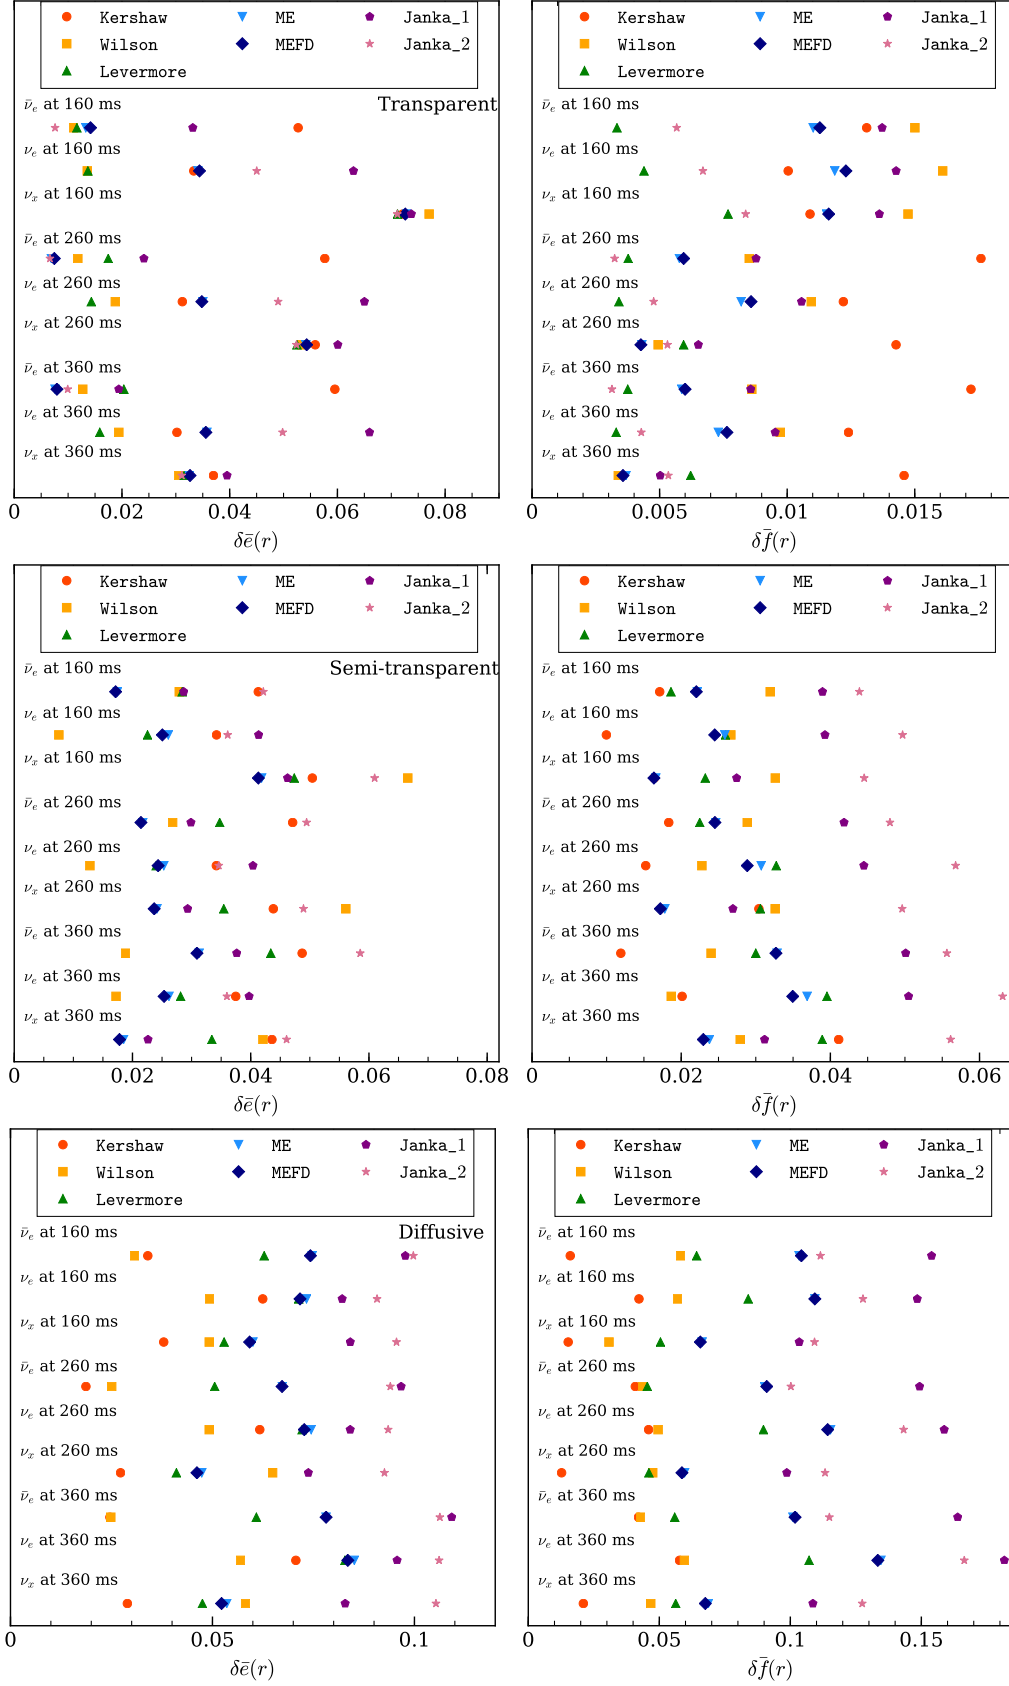 Kershaw ME Janka_1
Wilson MEFD Janka_2
Levermore
Transparent
ν̄ₑ at 160 ms
νₑ at 160 ms
νₓ at 160 ms
ν̄ₑ at 260 ms
νₑ at 260 ms
νₓ at 260 ms
ν̄ₑ at 360 ms
νₑ at 360 ms
νₓ at 360 ms
0 0.02 0.04 0.06 0.08
δē(r)
Kershaw ME Janka_1
Wilson MEFD Janka_2
Levermore
ν̄ₑ at 160 ms
νₑ at 160 ms
νₓ at 160 ms
ν̄ₑ at 260 ms
νₑ at 260 ms
νₓ at 260 ms
ν̄ₑ at 360 ms
νₑ at 360 ms
νₓ at 360 ms
0 0.005 0.01 0.015
δf̄(r)
Kershaw ME Janka_1
Wilson MEFD Janka_2
Levermore
Semi-transparent
ν̄ₑ at 160 ms
νₑ at 160 ms
νₓ at 160 ms
ν̄ₑ at 260 ms
νₑ at 260 ms
νₓ at 260 ms
ν̄ₑ at 360 ms
νₑ at 360 ms
νₓ at 360 ms
0 0.02 0.04 0.06 0.08
δē(r)
Kershaw ME Janka_1
Wilson MEFD Janka_2
Levermore
ν̄ₑ at 160 ms
νₑ at 160 ms
νₓ at 160 ms
ν̄ₑ at 260 ms
νₑ at 260 ms
νₓ at 260 ms
ν̄ₑ at 360 ms
νₑ at 360 ms
νₓ at 360 ms
0 0.02 0.04 0.06
δf̄(r)
Kershaw ME Janka_1
Wilson MEFD Janka_2
Levermore
Diffusive
ν̄ₑ at 160 ms
νₑ at 160 ms
νₓ at 160 ms
ν̄ₑ at 260 ms
νₑ at 260 ms
νₓ at 260 ms
ν̄ₑ at 360 ms
νₑ at 360 ms
νₓ at 360 ms
0 0.05 0.1
δē(r)
Kershaw ME Janka_1
Wilson MEFD Janka_2
Levermore
ν̄ₑ at 160 ms
νₑ at 160 ms
νₓ at 160 ms
ν̄ₑ at 260 ms
νₑ at 260 ms
νₓ at 260 ms
ν̄ₑ at 360 ms
νₑ at 360 ms
νₓ at 360 ms
0 0.05 0.1 0.15
δf̄(r)